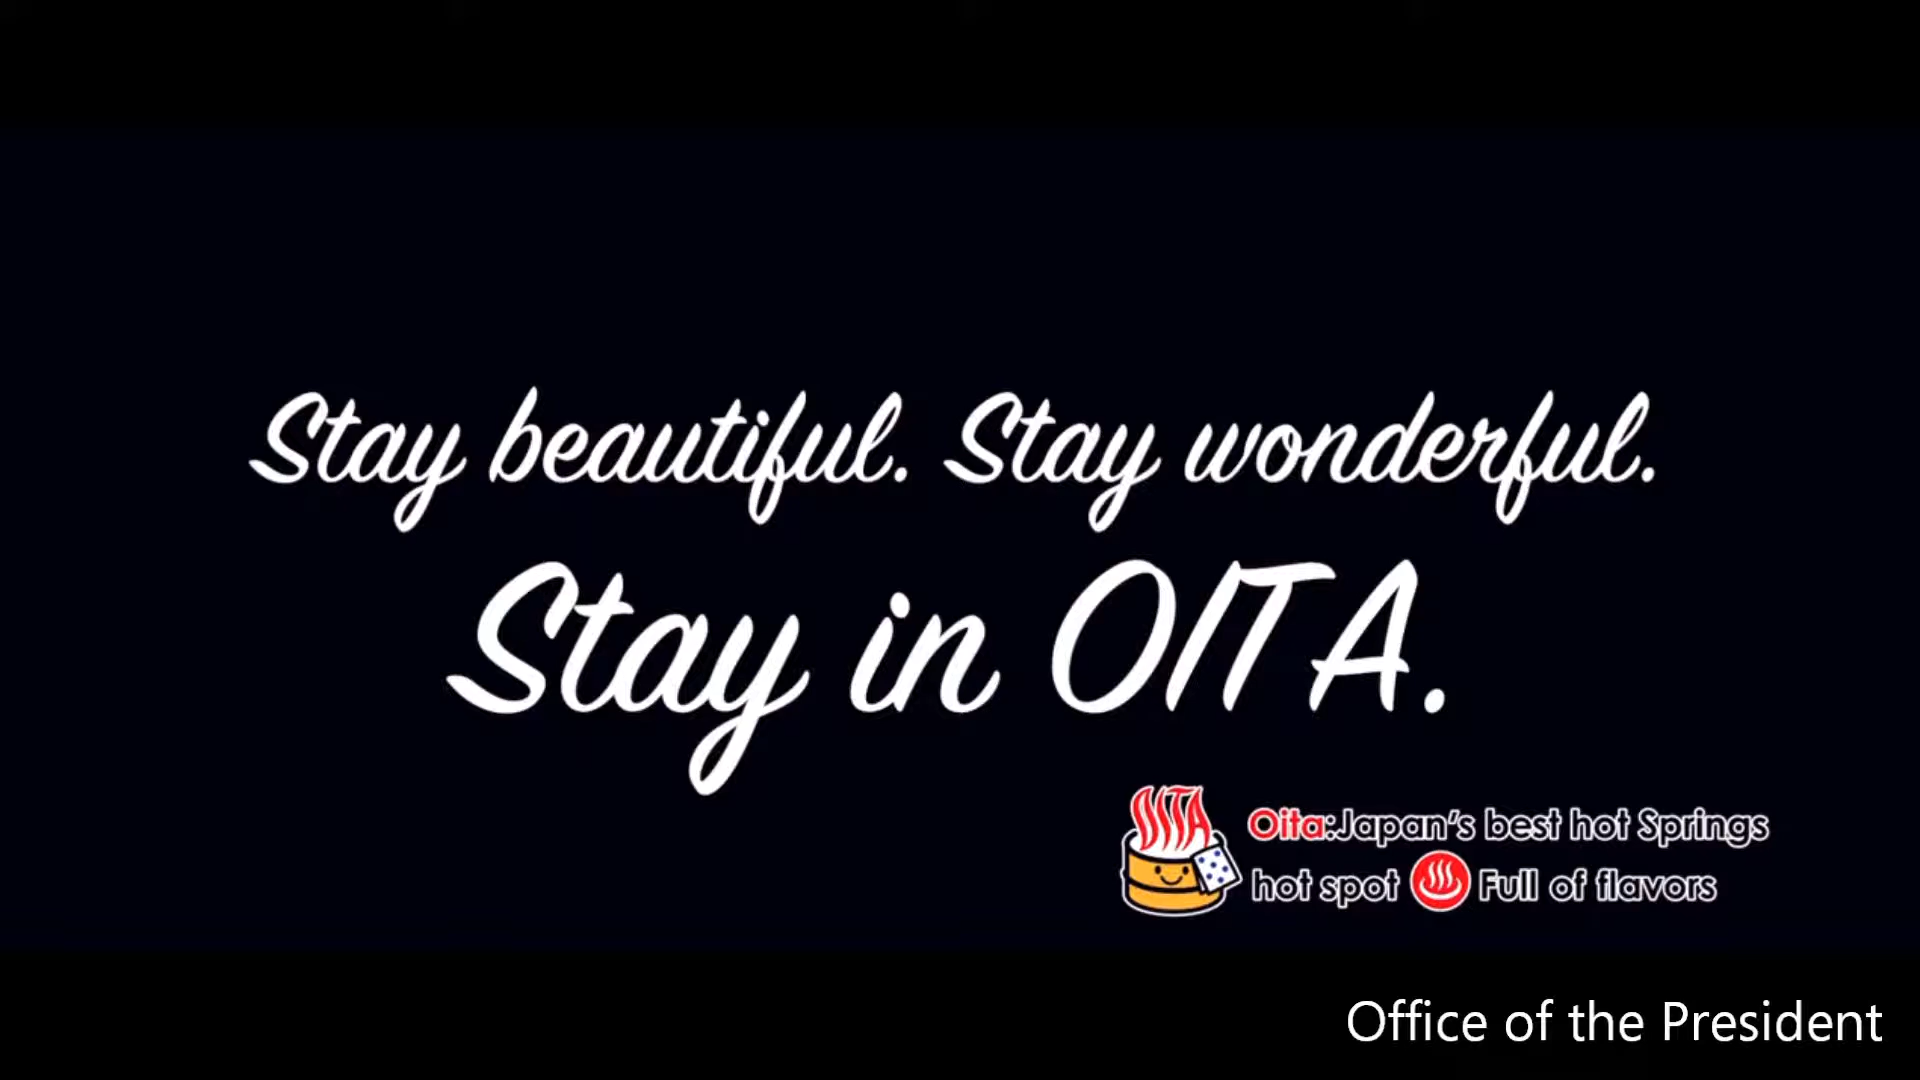 Stay beautiful. Stay wonderful.
Stay in OITA.
OITA
Oita:Japan's best hot Springs
hot spot Full of flavors
Office of the President